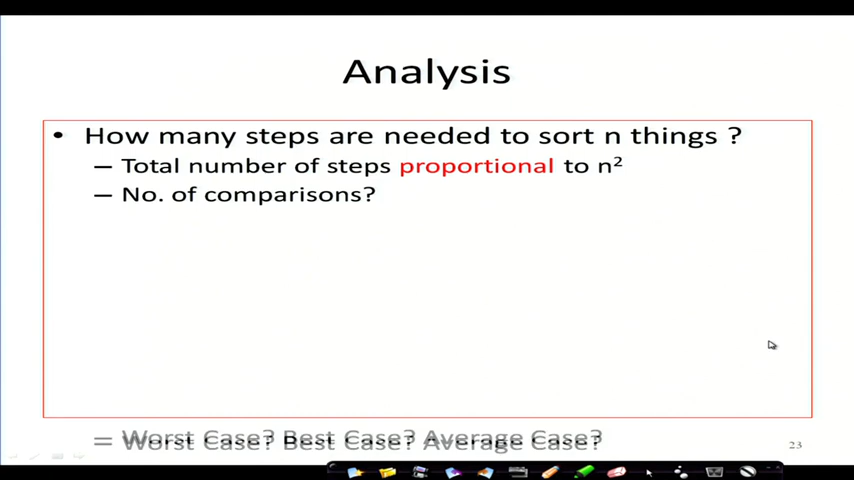 Analysis
• How many steps are needed to sort n things ?
– Total number of steps proportional to n²
– No. of comparisons?
– Worst Case? Best Case? Average Case?
23